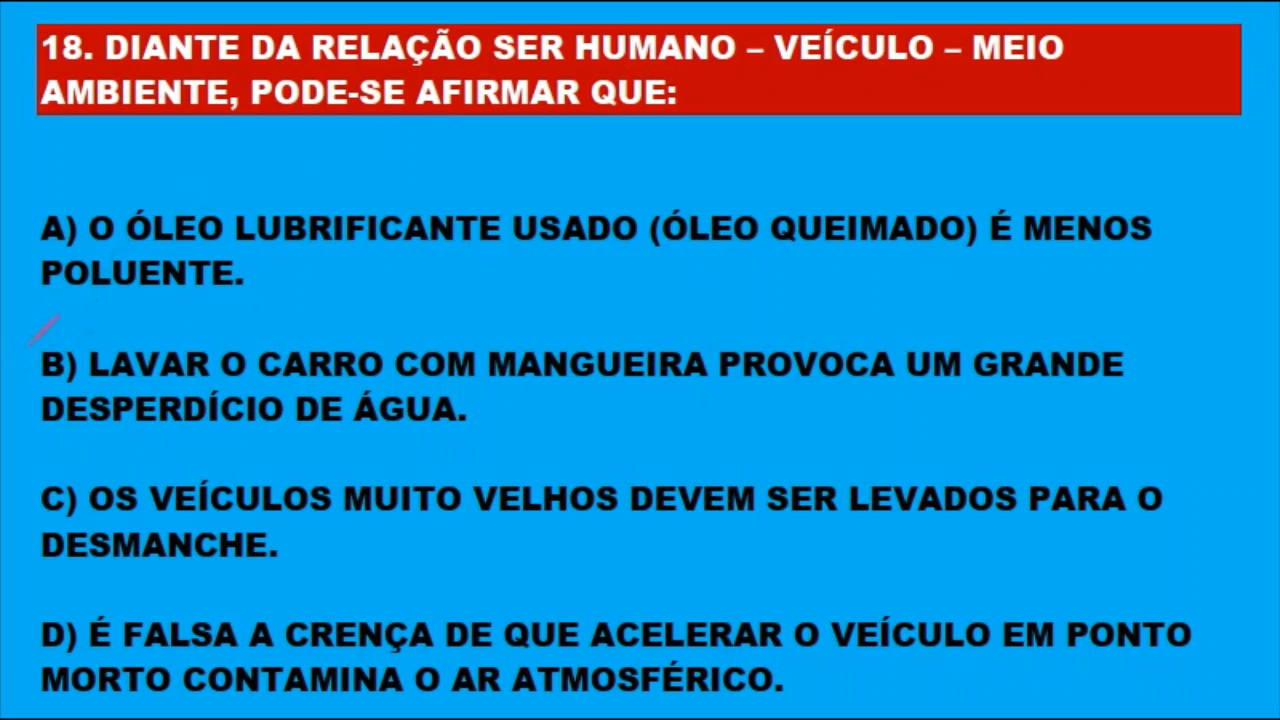 18. DIANTE DA RELAÇÃO SER HUMANO – VEÍCULO – MEIO
AMBIENTE, PODE-SE AFIRMAR QUE:
A) O ÓLEO LUBRIFICANTE USADO (ÓLEO QUEIMADO) É MENOS
POLUENTE.
B) LAVAR O CARRO COM MANGUEIRA PROVOCA UM GRANDE
DESPERDÍCIO DE ÁGUA.
C) OS VEÍCULOS MUITO VELHOS DEVEM SER LEVADOS PARA O
DESMANCHE.
D) É FALSA A CRENÇA DE QUE ACELERAR O VEÍCULO EM PONTO
MORTO CONTAMINA O AR ATMOSFÉRICO.